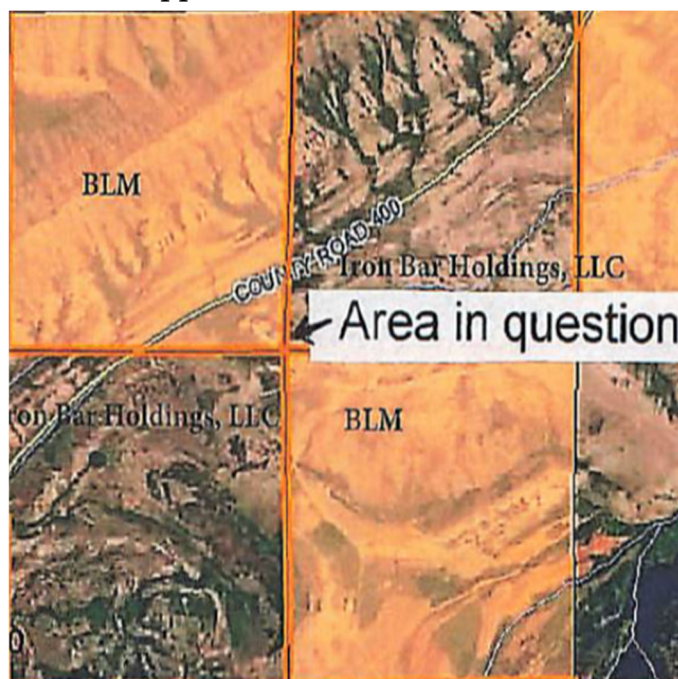 BLM
COUNTY ROAD 400
Iron Bar Holdings, LLC
Area in question
ron Bar Holdings, LLC
BLM